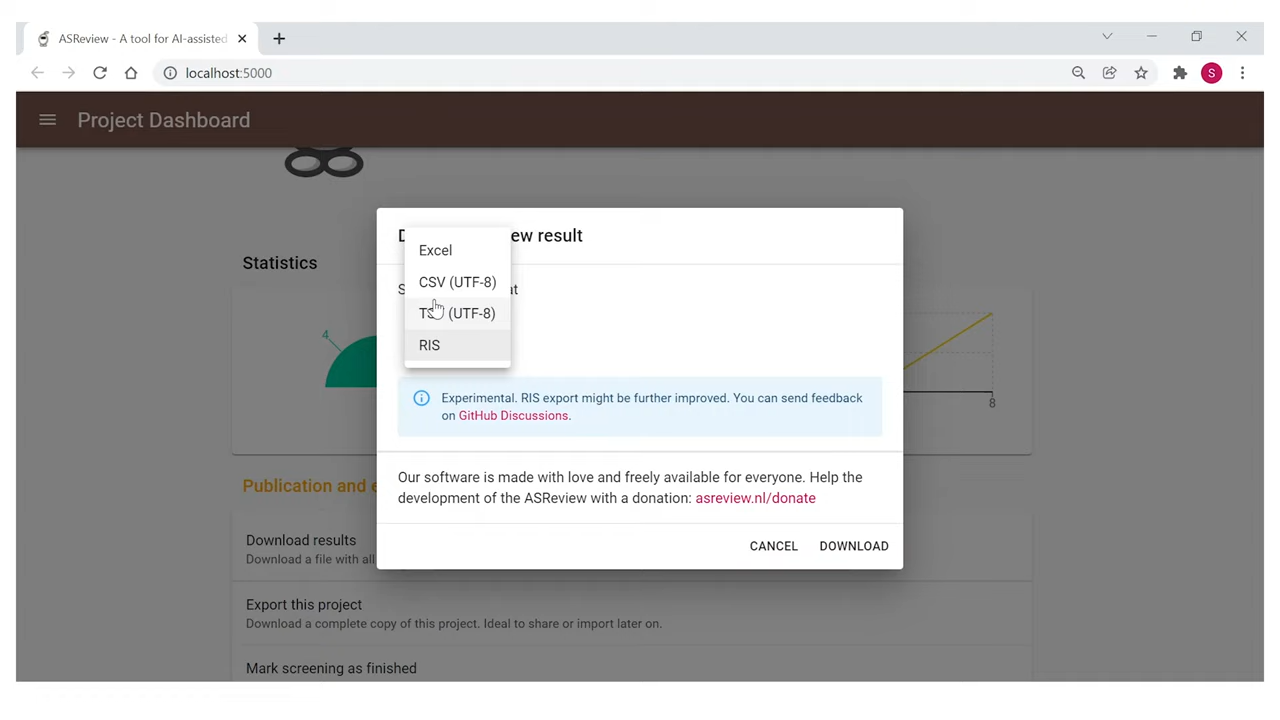 ASReview - A tool for AI-assisted
localhost:5000
S
Project Dashboard
ew result
Excel
CSV (UTF-8)
(UTF-8)
RIS
Statistics
4
8
Experimental. RIS export might be further improved. You can send feedback
on GitHub Discussions.
Publication and e
Our software is made with love and freely available for everyone. Help the
development of the ASReview with a donation: asreview.nl/donate
Download results
Download a file with all
CANCEL DOWNLOAD
Export this project
Download a complete copy of this project. Ideal to share or import later on.
Mark screening as finished